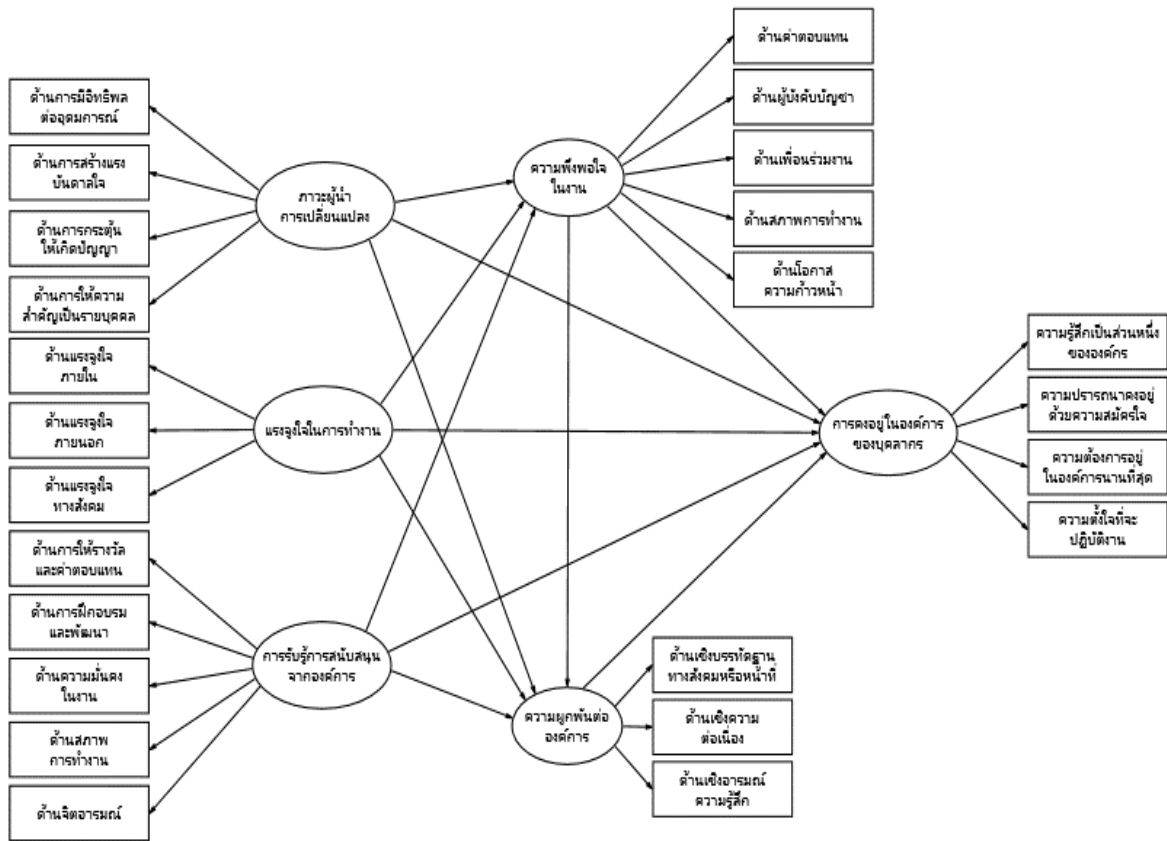 ด้านการมีอิทธิพล
ต่ออุดมการณ์
ด้านการสร้างแรง
บันดาลใจ
ด้านการกระตุ้น
ให้เกิดปัญญา
ด้านการให้ความ
สำคัญเป็นรายบุคคล
ด้านแรงจูงใจ
ภายใน
ด้านแรงจูงใจ
ภายนอก
ด้านแรงจูงใจ
ทางสังคม
ด้านการให้รางวัล
และค่าตอบแทน
ด้านการฝึกอบรม
และพัฒนา
ด้านความมั่นคง
ในงาน
ด้านสภาพ
การทำงาน
ด้านจิตอารมณ์
ภาวะผู้นำ
การเปลี่ยนแปลง
แรงจูงใจในการทำงาน
การรับรู้การสนับสนุน
จากองค์การ
ความพึงพอใจ
ในงาน
ความผูกพันต่อ
องค์การ
ด้านค่าตอบแทน
ด้านผู้บังคับบัญชา
ด้านเพื่อนร่วมงาน
ด้านสภาพการทำงาน
ด้านโอกาส
ความก้าวหน้า
ด้านเชิงบรรทัดฐาน
ทางสังคมหรือหน้าที่
ด้านเชิงความ
ต่อเนื่อง
ด้านเชิงอารมณ์
ความรู้สึก
การคงอยู่ในองค์การ
ของบุคลากร
ความรู้สึกเป็นส่วนหนึ่ง
ขององค์กร
ความปรารถนาคงอยู่
ด้วยความสมัครใจ
ความต้องการอยู่
ในองค์การนานที่สุด
ความตั้งใจที่จะ
ปฏิบัติงาน